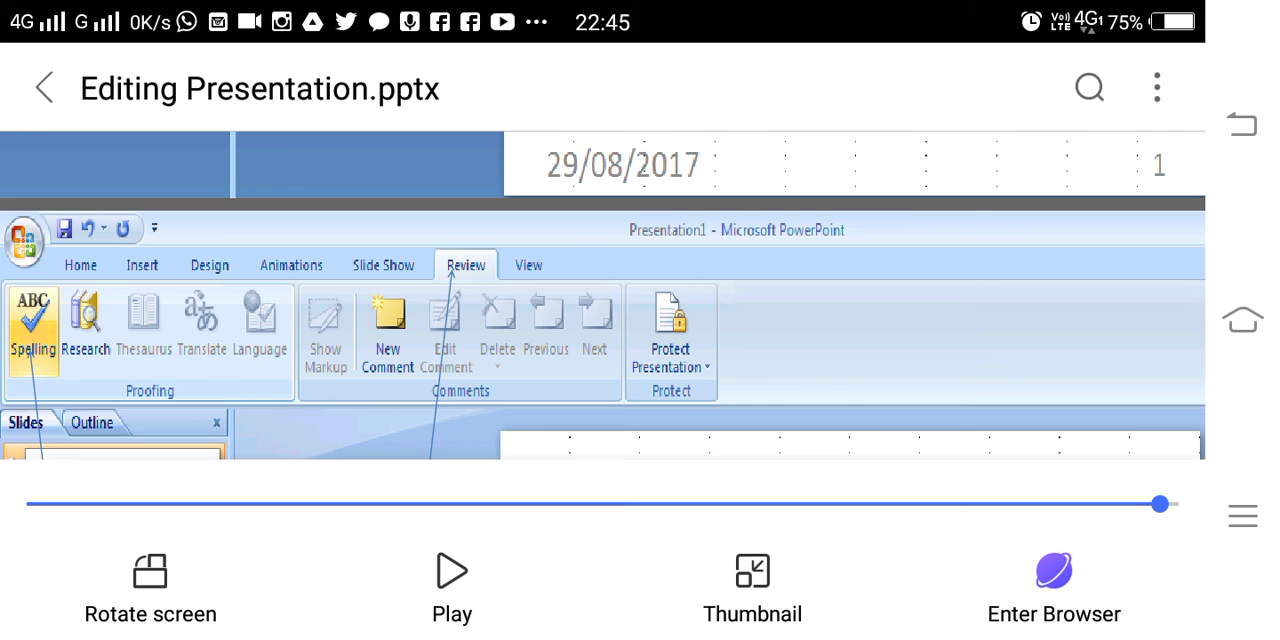 4G G 0K/s 22:45 Vo) LTE 4G1 75%
Editing Presentation.pptx
29/08/2017 1
Presentation1 - Microsoft PowerPoint
Home Insert Design Animations Slide Show Review View
ABC
Spelling Research Thesaurus Translate Language Show Markup New Comment Edit Comment Delete Previous Next Protect Presentation
Proofing Comments Protect
Slides Outline x
Rotate screen Play Thumbnail Enter Browser